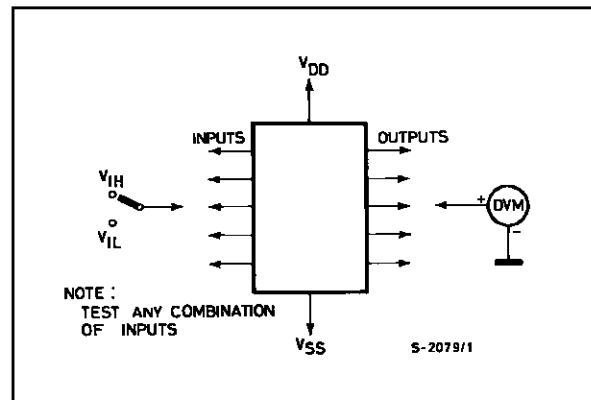 VDD
INPUTS
OUTPUTS
VIH
VIL
+
DVM
-
NOTE :
TEST ANY COMBINATION
OF INPUTS
VSS
S-2079/1